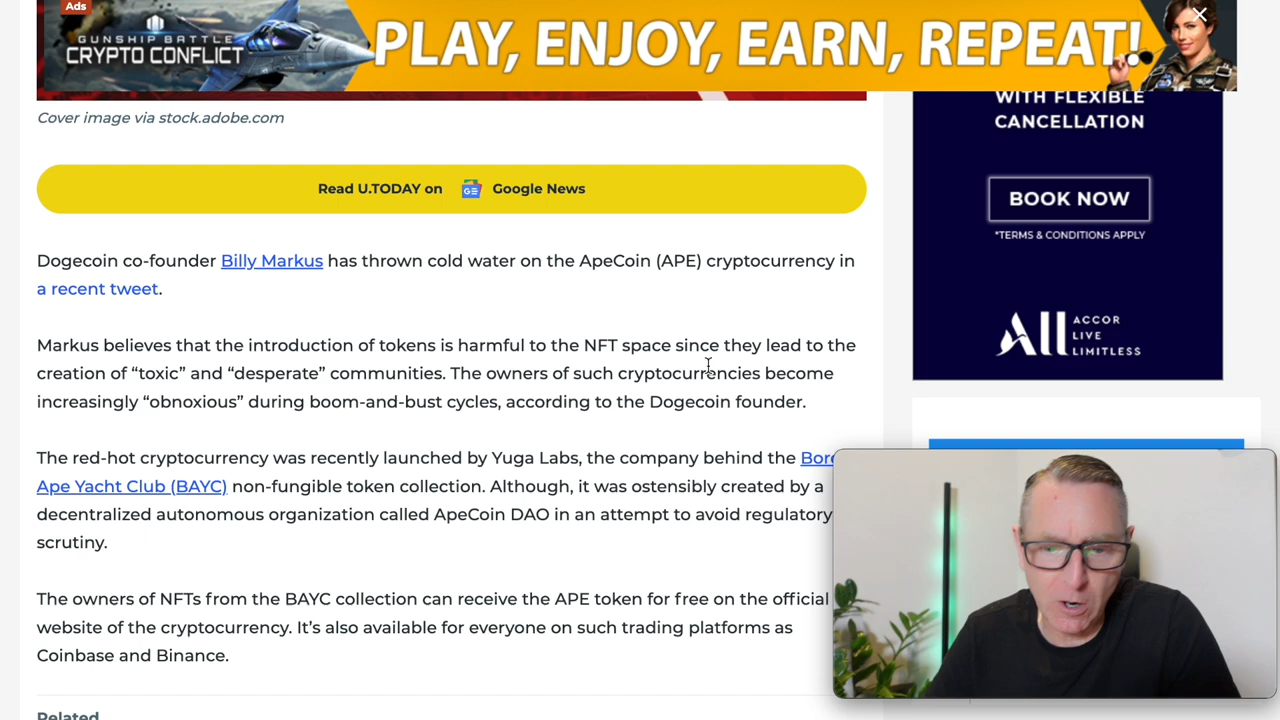 Ads
GUNSHIP BATTLE
CRYPTO CONFLICT
PLAY, ENJOY, EARN, REPEAT!
WITH FLEXIBLE
CANCELLATION
BOOK NOW
*TERMS & CONDITIONS APPLY
ALL ACCOR
LIVE
LIMITLESS
Cover image via stock.adobe.com
Read U.TODAY on Google News
Dogecoin co-founder Billy Markus has thrown cold water on the ApeCoin (APE) cryptocurrency in
a recent tweet.
Markus believes that the introduction of tokens is harmful to the NFT space since they lead to the
creation of “toxic” and “desperate” communities. The owners of such cryptocurrencies become
increasingly “obnoxious” during boom-and-bust cycles, according to the Dogecoin founder.
The red-hot cryptocurrency was recently launched by Yuga Labs, the company behind the Bore
Ape Yacht Club (BAYC) non-fungible token collection. Although, it was ostensibly created by a
decentralized autonomous organization called ApeCoin DAO in an attempt to avoid regulatory
scrutiny.
The owners of NFTs from the BAYC collection can receive the APE token for free on the official
website of the cryptocurrency. It’s also available for everyone on such trading platforms as
Coinbase and Binance.
Related